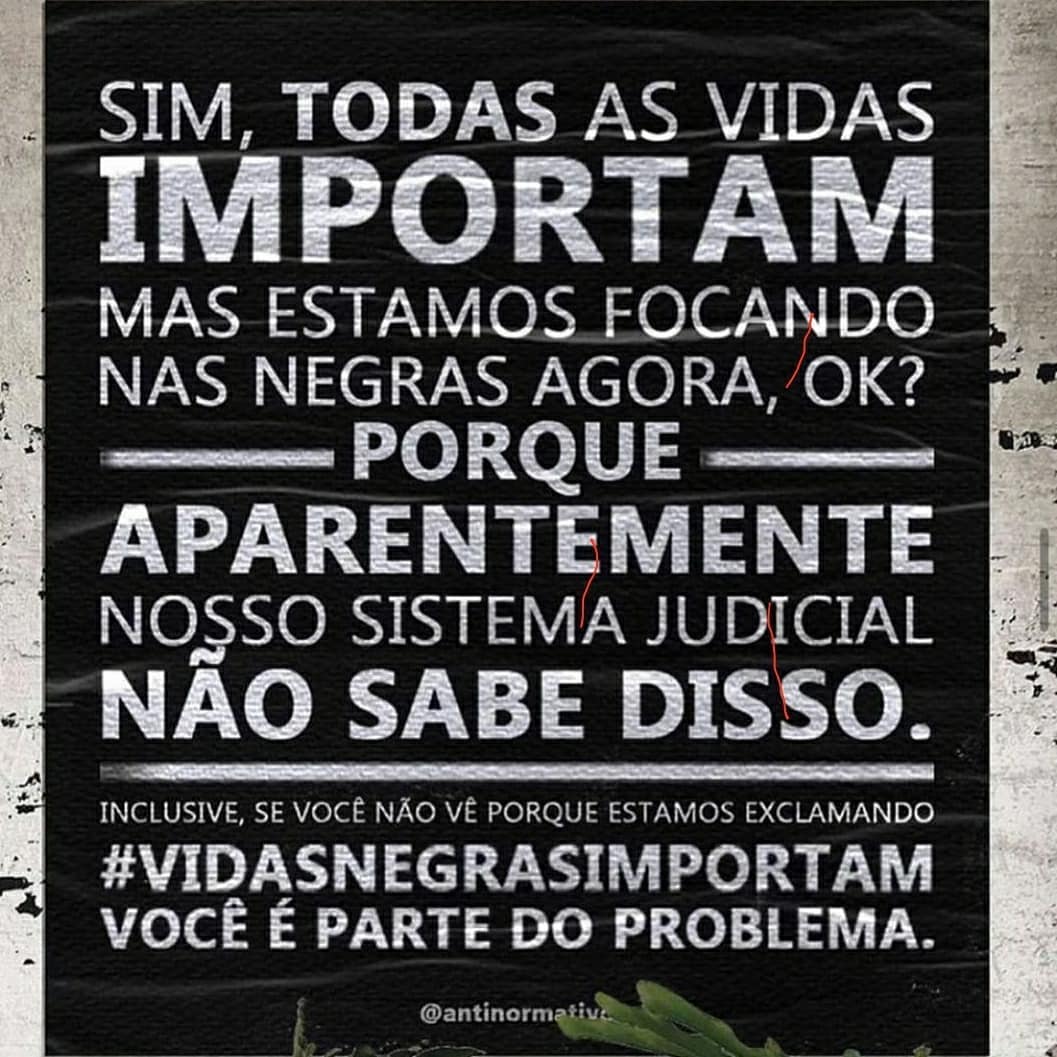 SIM, TODAS AS VIDAS
IMPORTAM
MAS ESTAMOS FOCANDO
NAS NEGRAS AGORA, OK?
PORQUE
APARENTEMENTE
NOSSO SISTEMA JUDICIAL
NÃO SABE DISSO.
INCLUSIVE, SE VOCÊ NÃO VÊ PORQUE ESTAMOS EXCLAMANDO
#VIDASNEGRASIMPORTAM
VOCÊ É PARTE DO PROBLEMA.